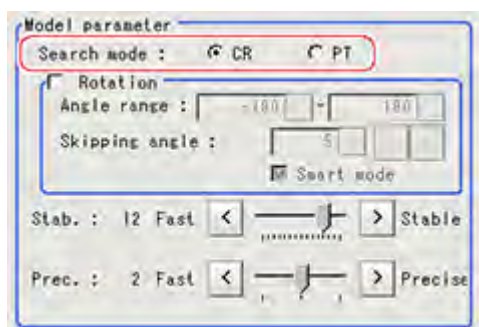 Model parameter
Search mode : CR PT
Rotation
Angle range : -180 - 180
Skipping angle : 5
Smart mode
Stab. : 12 Fast < > Stable
Prec. : 2 Fast < > Precise